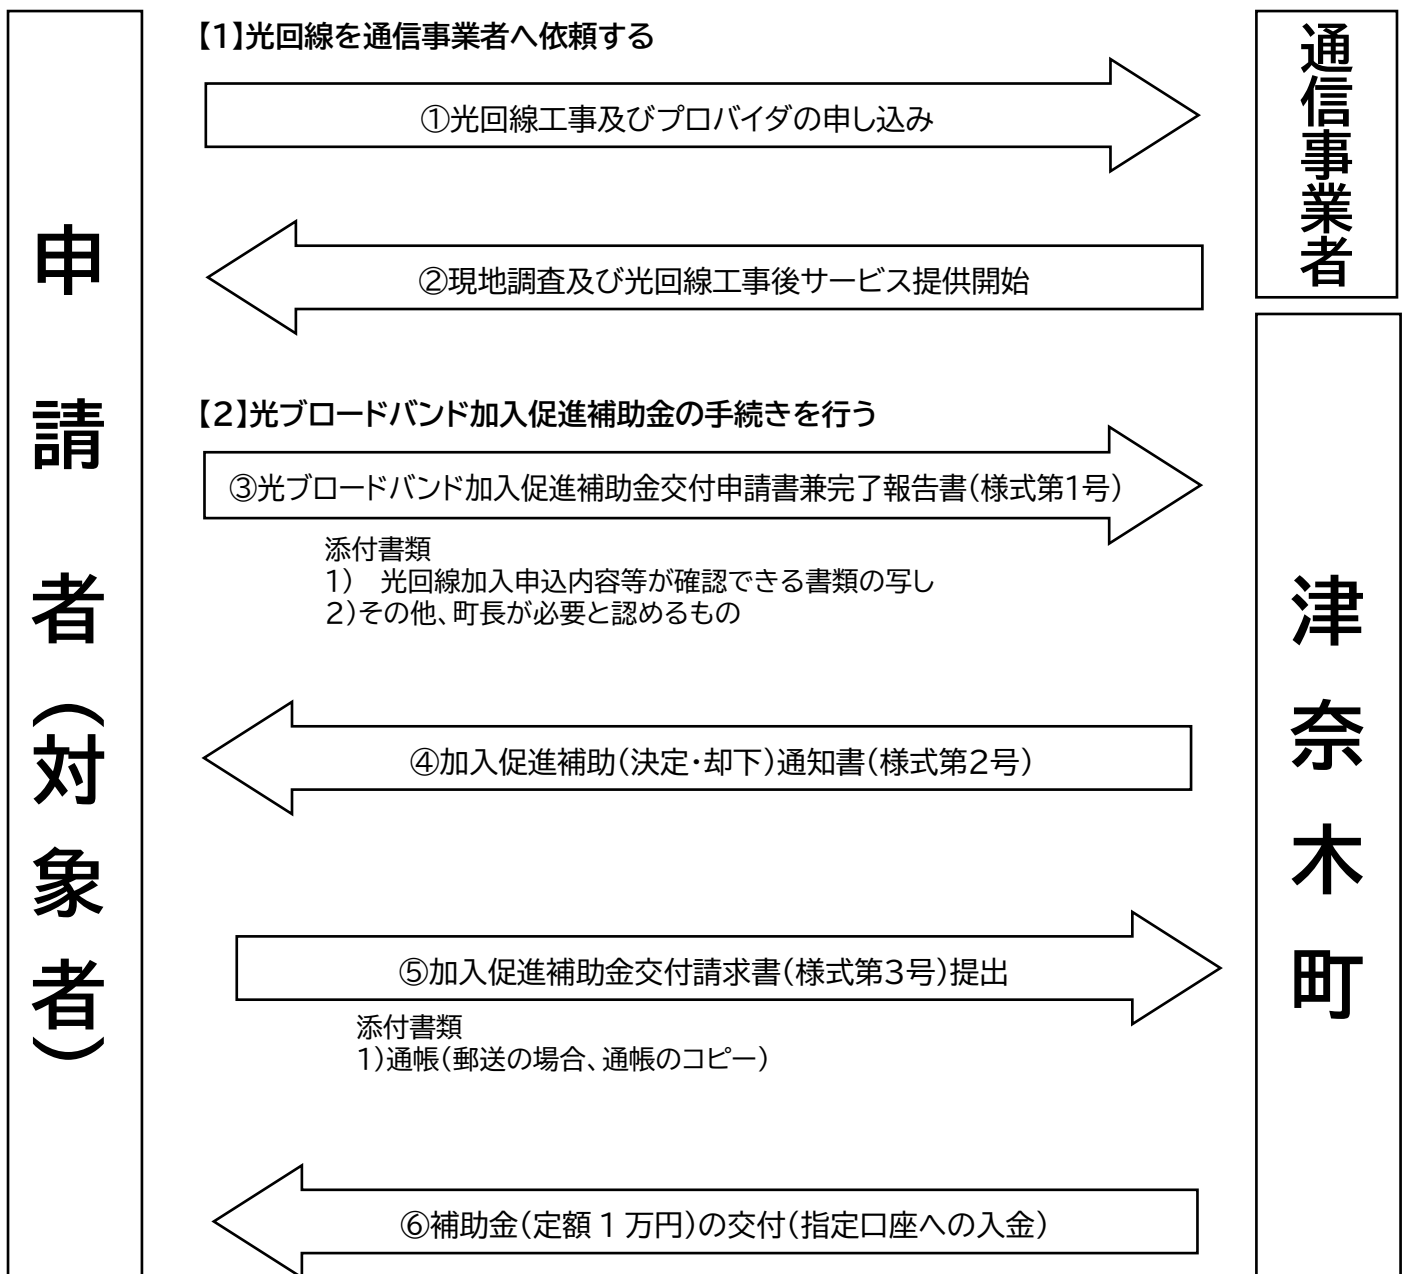 申請者(対象者)
【1】光回線を通信事業者へ依頼する
①光回線工事及びプロバイダの申し込み
通信事業者
②現地調査及び光回線工事後サービス提供開始
【2】光ブロードバンド加入促進補助金の手続きを行う
③光ブロードバンド加入促進補助金交付申請書兼完了報告書(様式第1号)
添付書類
1)　光回線加入申込内容等が確認できる書類の写し
2)その他、町長が必要と認めるもの
津奈木町
④加入促進補助(決定・却下)通知書(様式第2号)
⑤加入促進補助金交付請求書(様式第3号)提出
添付書類
1)通帳(郵送の場合、通帳のコピー)
⑥補助金(定額１万円)の交付(指定口座への入金)